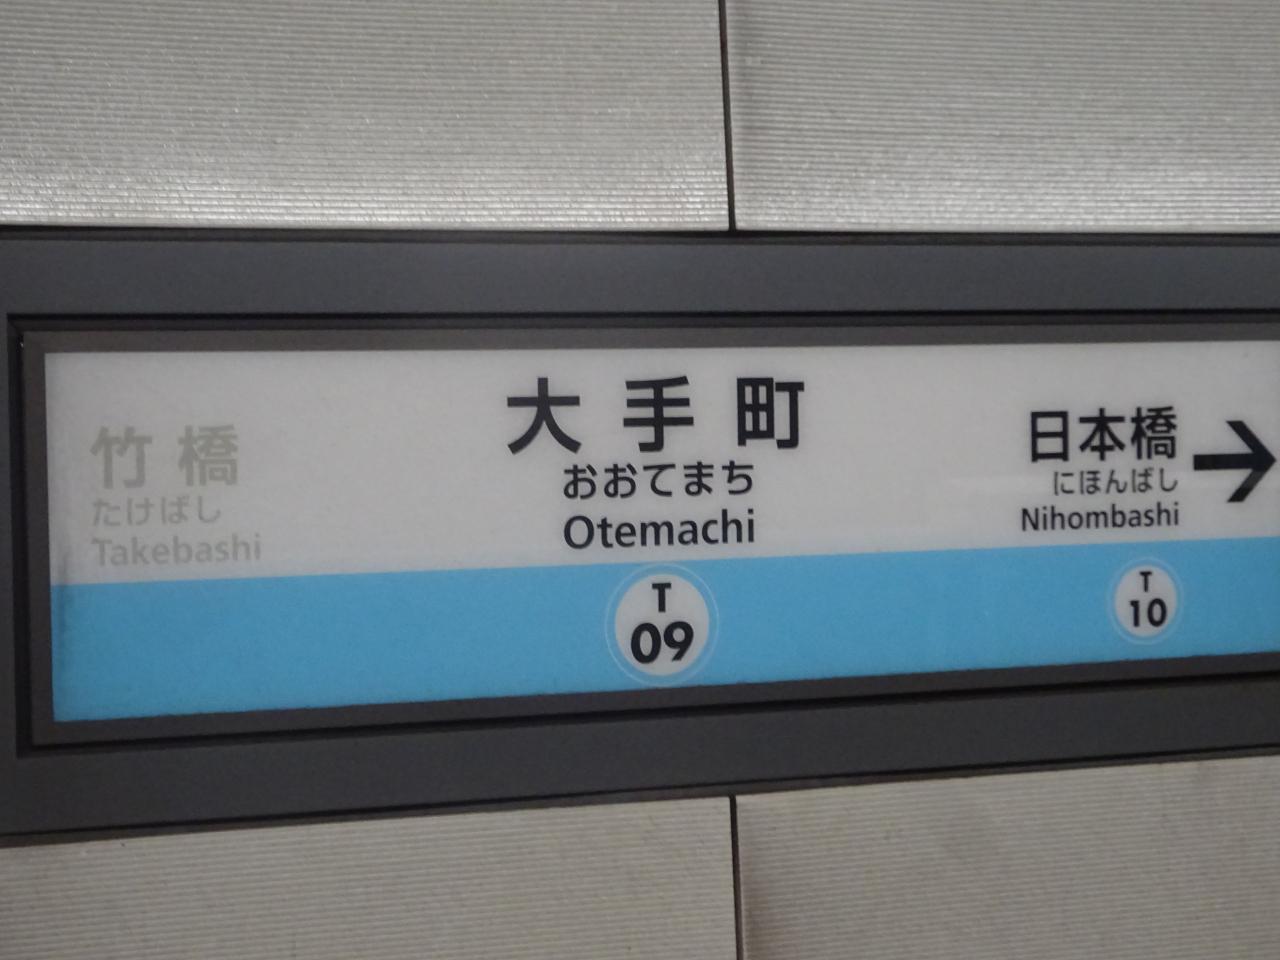 竹橋
たけばし
Takebashi
大手町
おおてまち
Otemachi
T
09
日本橋
にほんばし
Nihombashi
→
T
10